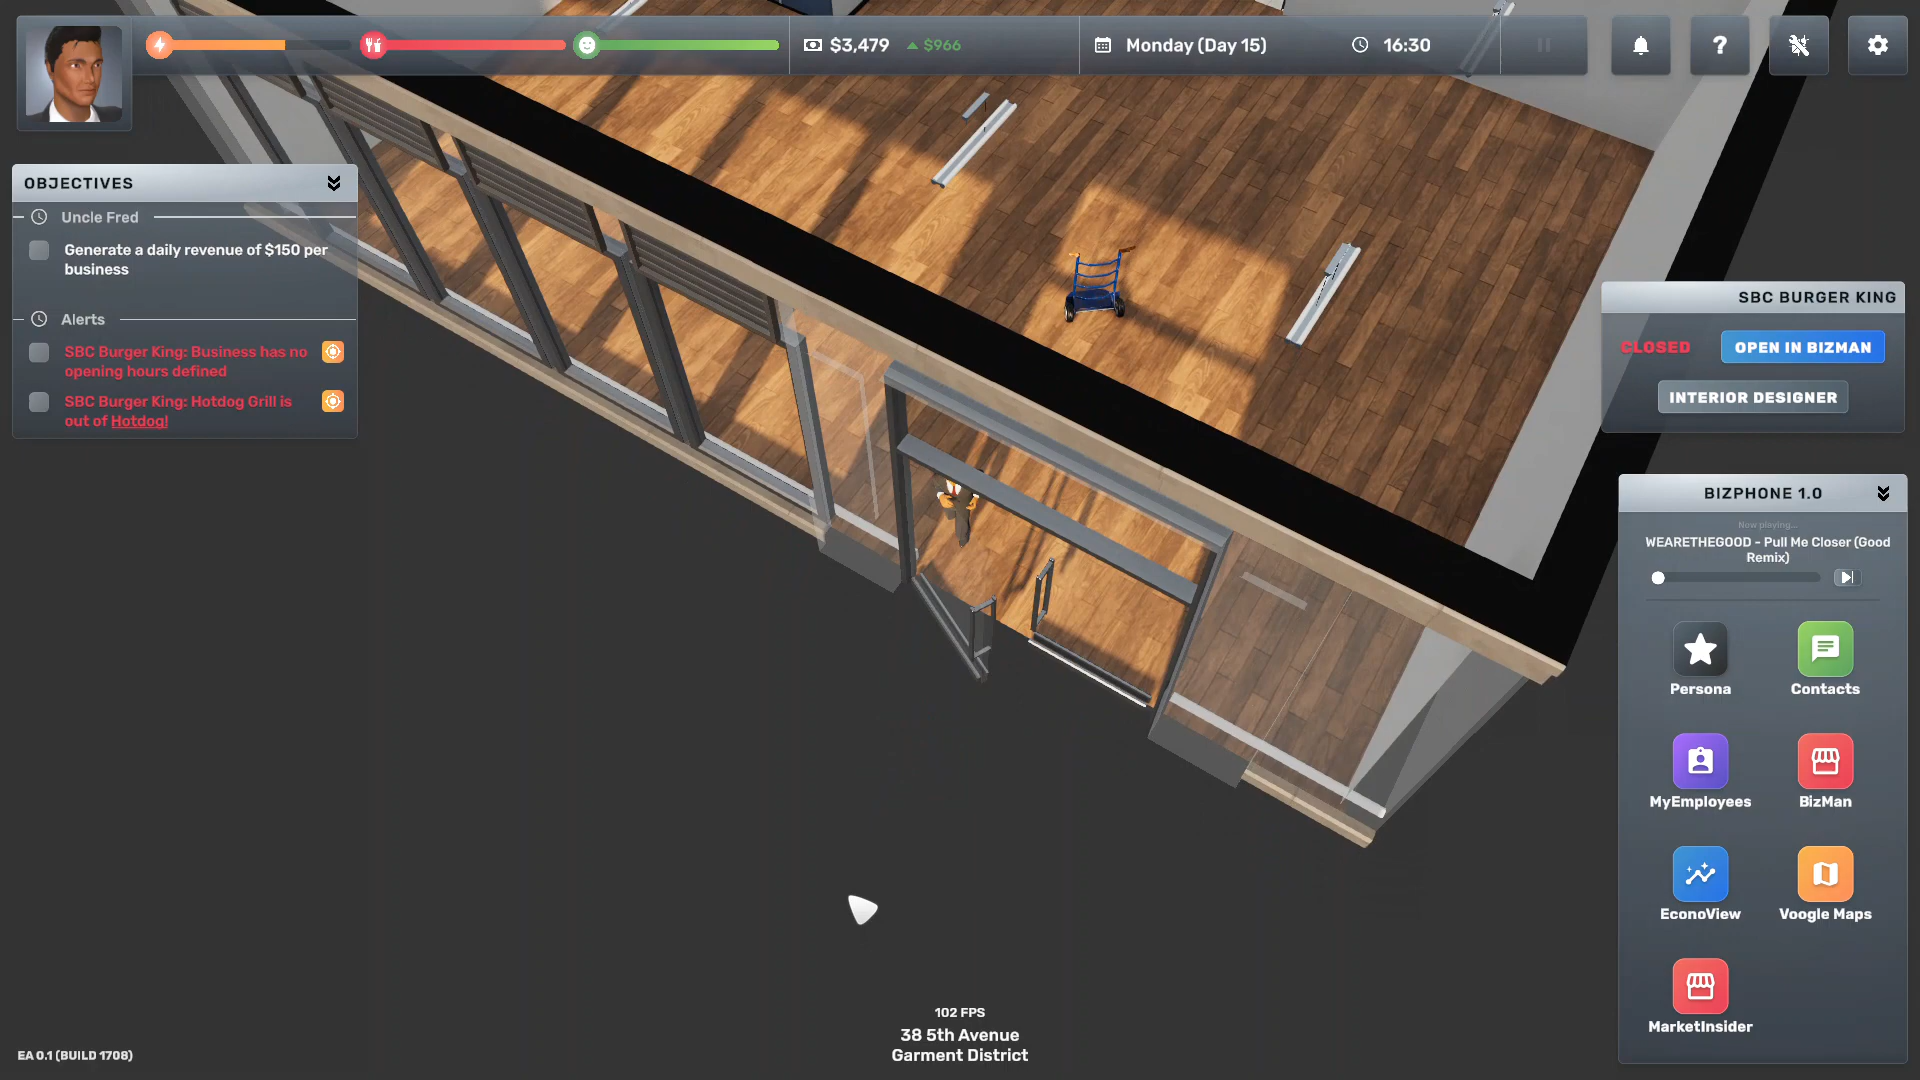 $3,479
$966
Monday (Day 15)
16:30
?
OBJECTIVES
Uncle Fred
Generate a daily revenue of $150 per
business
Alerts
SBC Burger King: Business has no
opening hours defined
SBC Burger King: Hotdog Grill is
out of Hotdog!
SBC BURGER KING
CLOSED
OPEN IN BIZMAN
INTERIOR DESIGNER
BIZPHONE 1.0
Now playing...
WEARETHEGOOD - Pull Me Closer (Good
Remix)
Persona
Contacts
MyEmployees
BizMan
EconoView
Voogle Maps
MarketInsider
102 FPS
38 5th Avenue
Garment District
EA 0.1 (BUILD 1708)